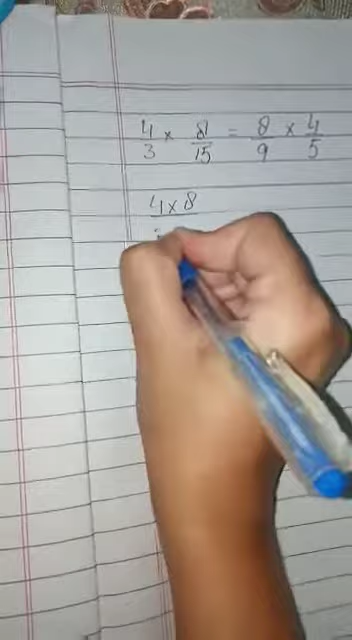 4/3 × 8/15 = 8/9 × 4/5
4×8